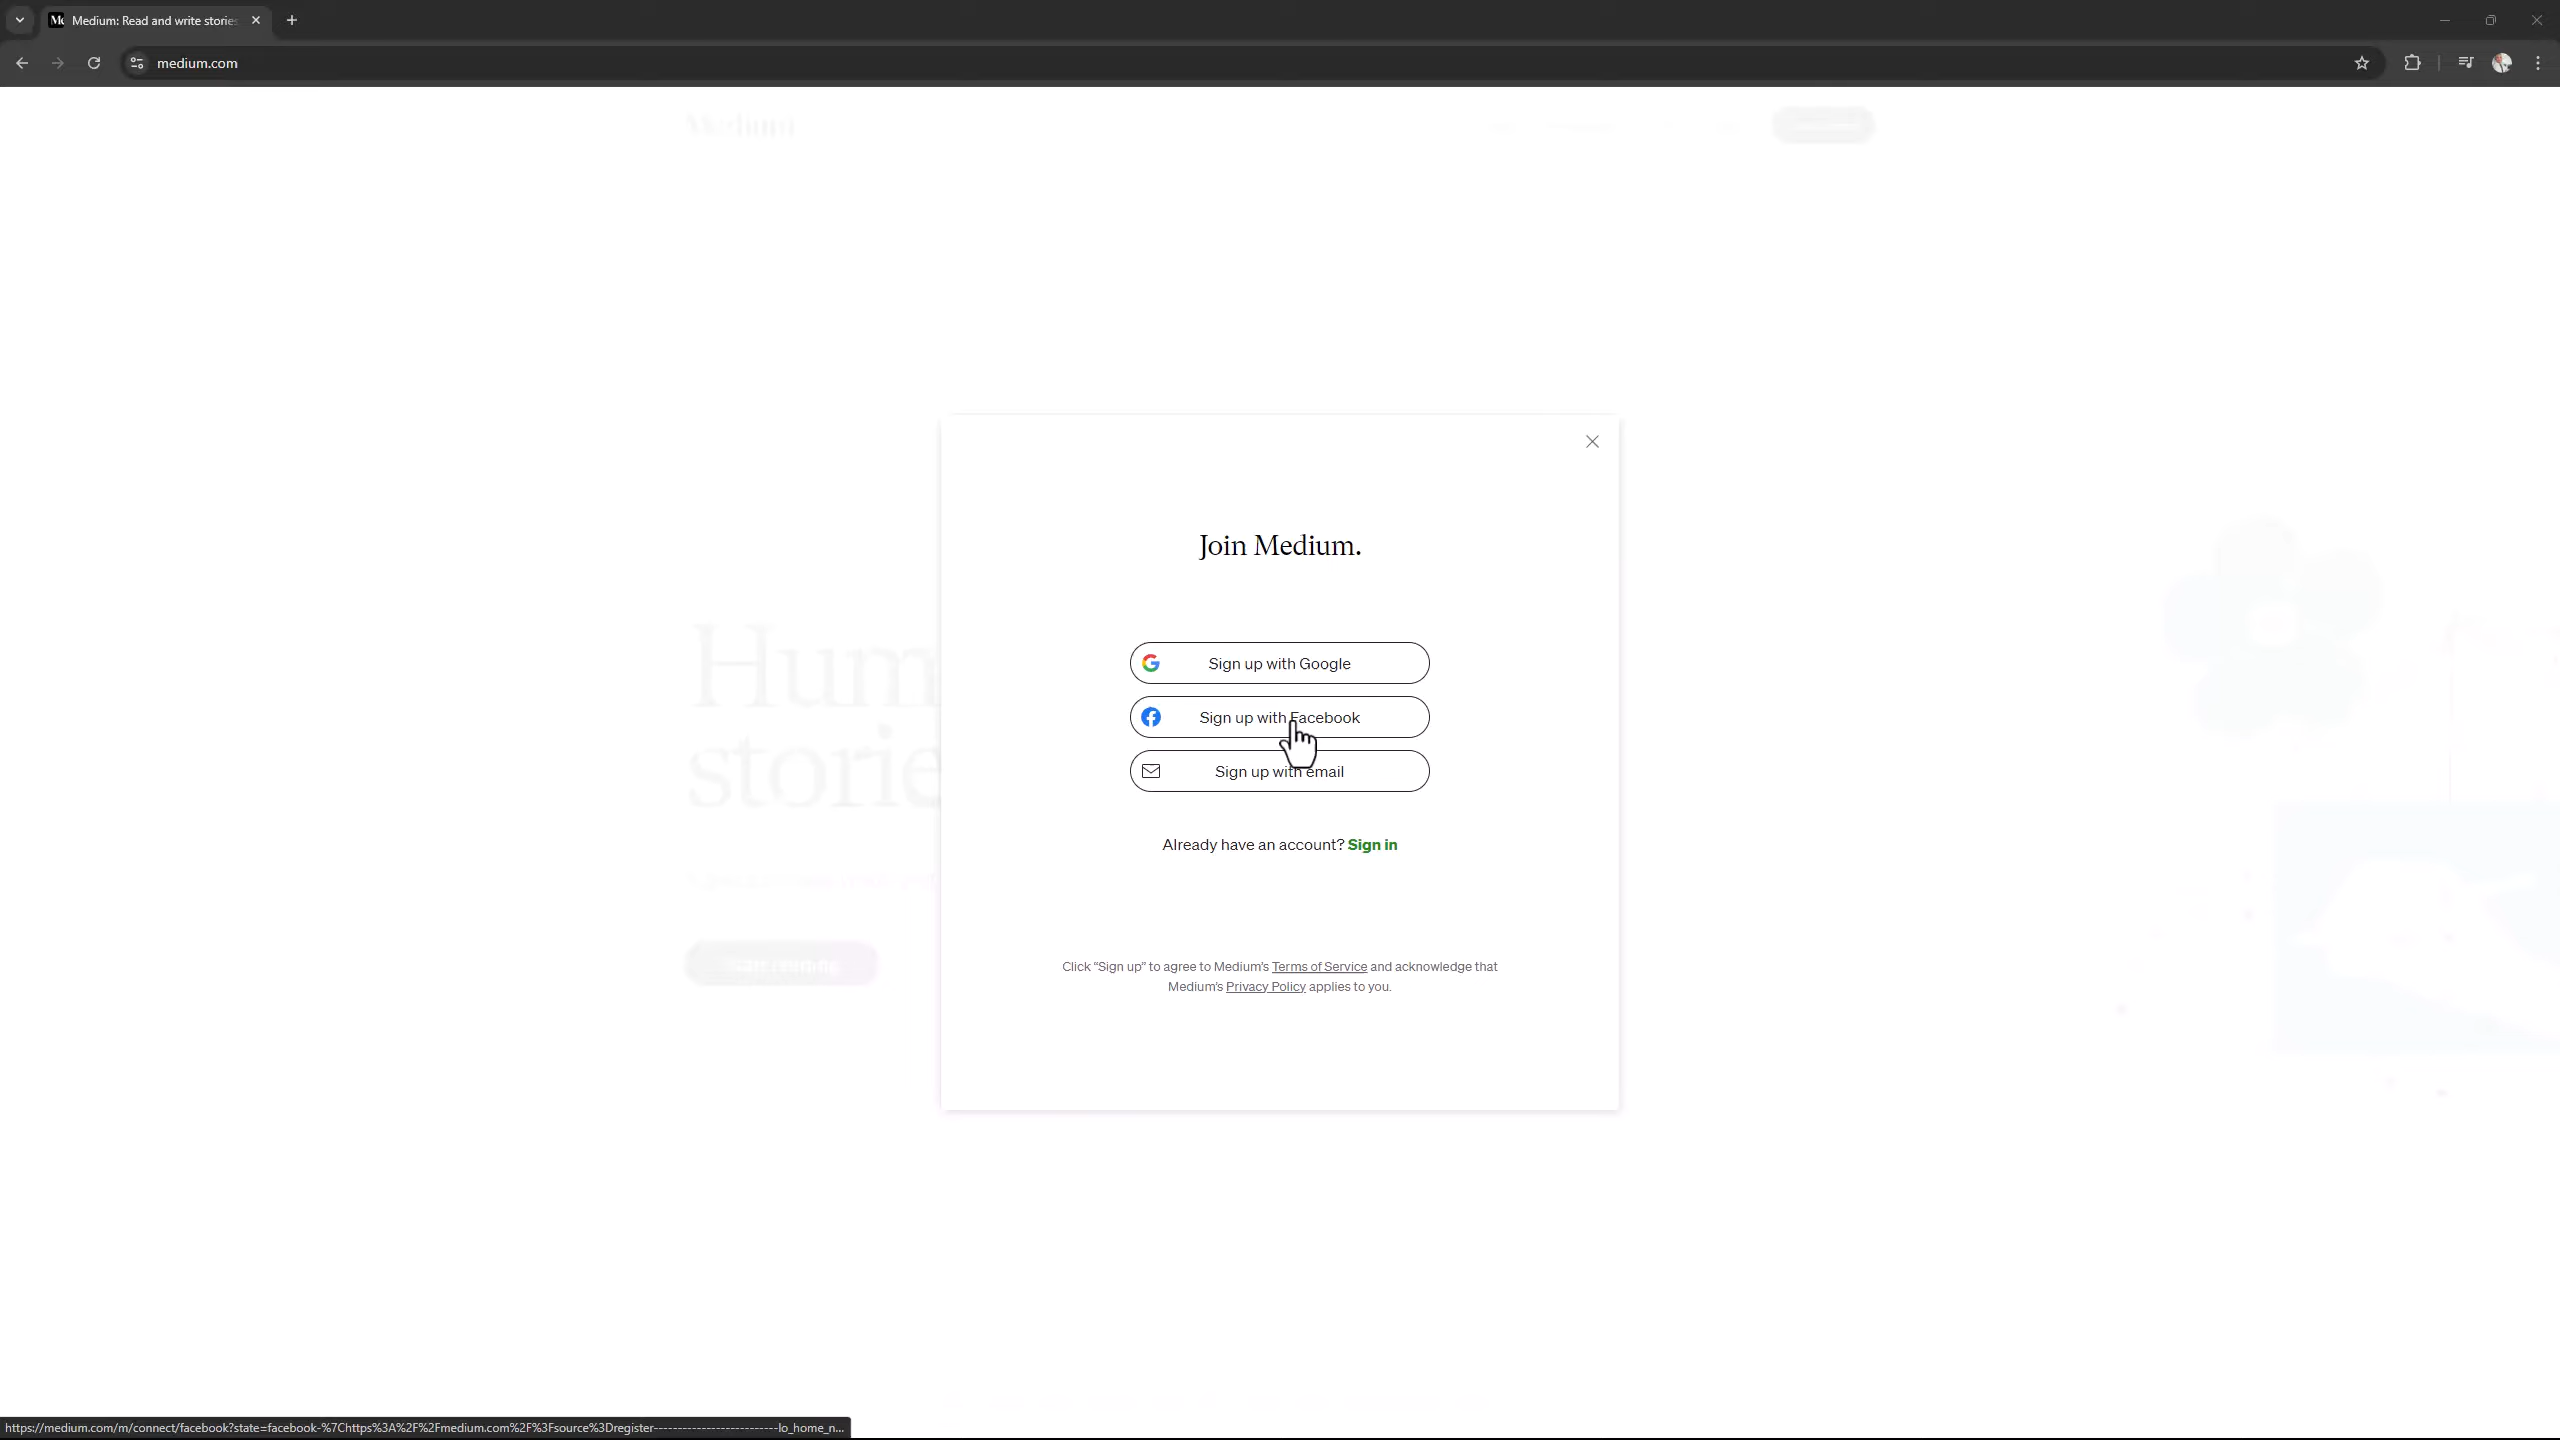 Medium: Read and write stories
medium.com
Medium
Join Medium.
Sign up with Google
Sign up with Facebook
Sign up with email
Already have an account? Sign in
Click “Sign up” to agree to Medium’s Terms of Service and acknowledge that
Medium’s Privacy Policy applies to you.
Hum
storie
https://medium.com/m/connect/facebook?state=facebook-%7Chttps%3A%2F%2Fmedium.com%2F%3Fsource%3Dregister--------------------------lo_home_n...